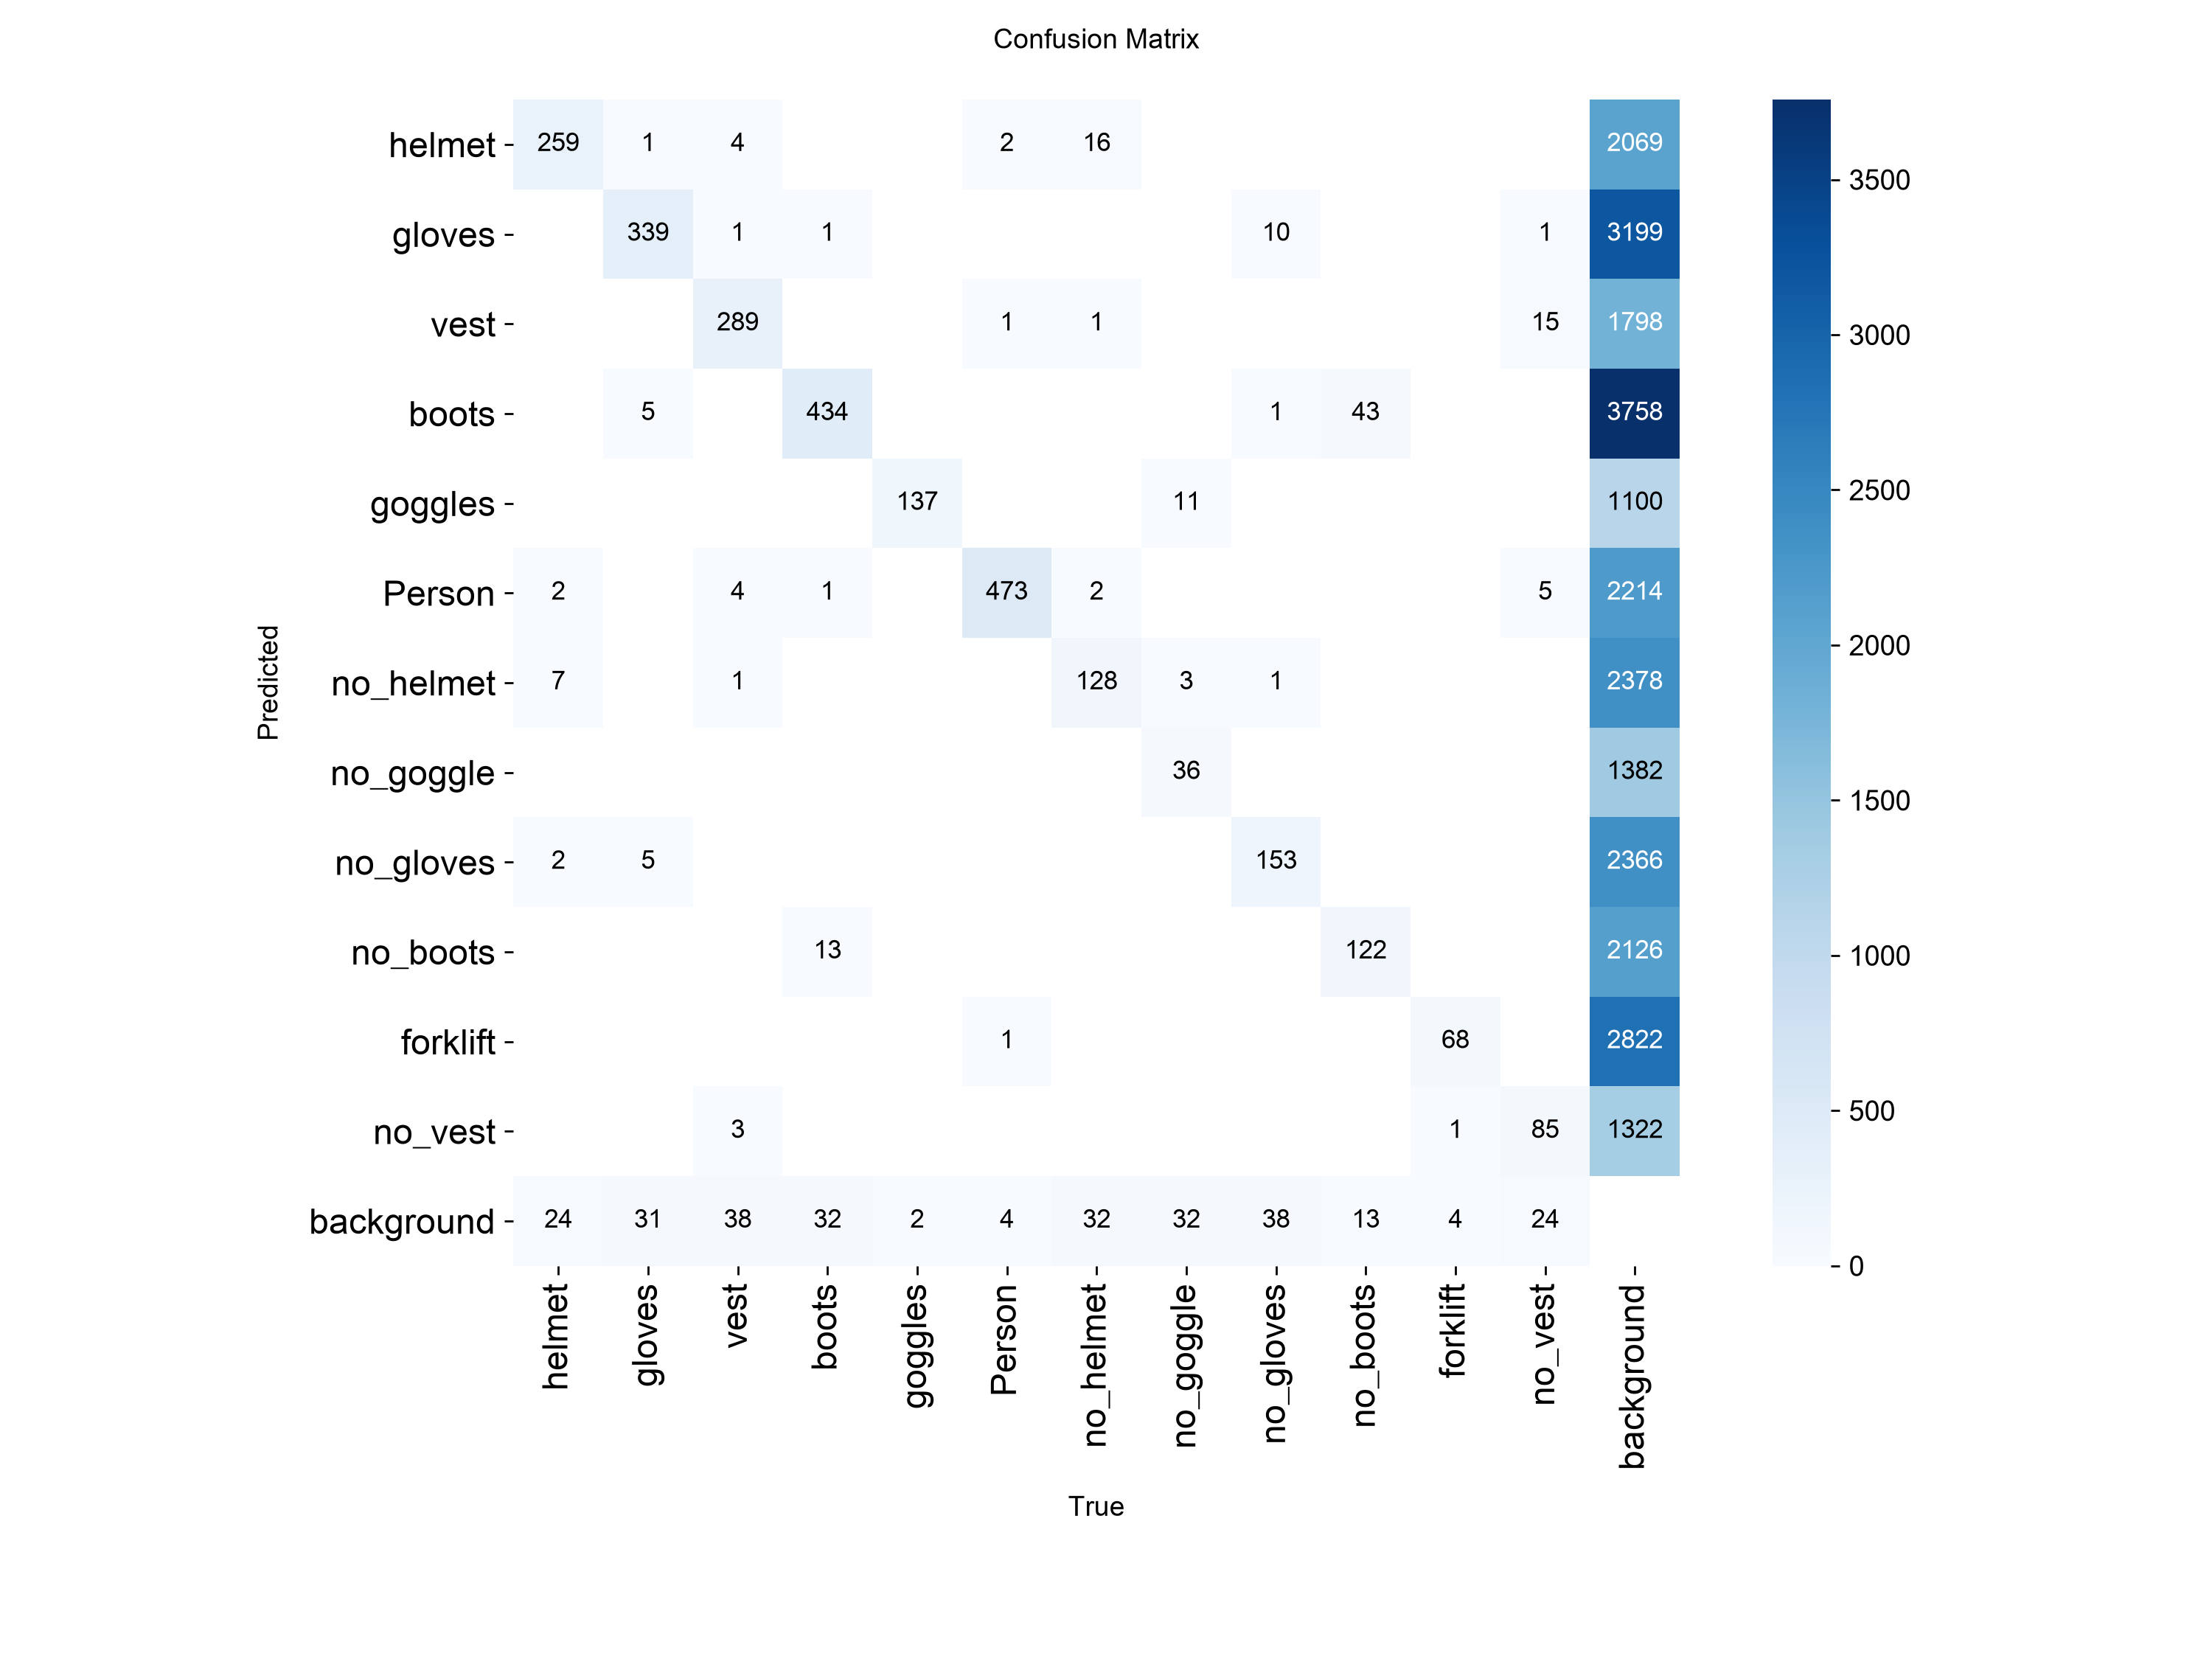 Confusion Matrix
helmet 259 1 4 2 16 2069
gloves 339 1 1 10 1 3199
vest 289 1 1 15 1798
boots 5 434 1 43 3758
goggles 137 11 1100
Person 2 4 1 473 2 5 2214
no_helmet 7 1 128 3 1 2378
no_goggle 36 1382
no_gloves 2 5 153 2366
no_boots 13 122 2126
forklift 1 68 2822
no_vest 3 1 85 1322
background 24 31 38 32 2 4 32 32 38 13 4 24
Predicted
helmet gloves vest boots goggles Person no_helmet no_goggle no_gloves no_boots forklift no_vest background
True
3500
3000
2500
2000
1500
1000
500
0